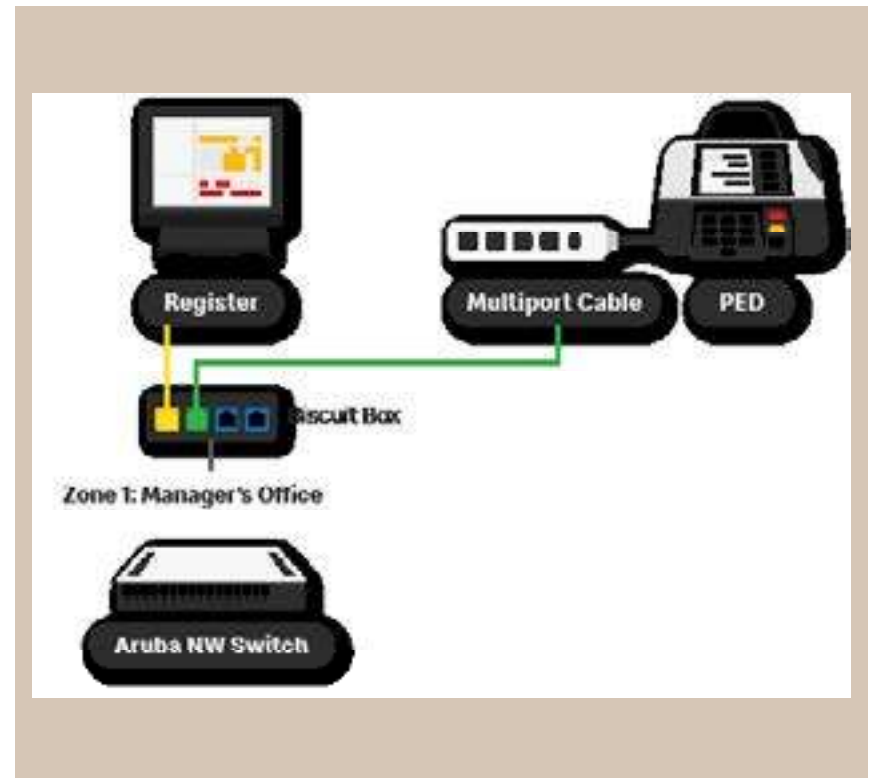 Register
Multiport Cable
PED
Biscuit Box
Zone 1: Manager's Office
Aruba NW Switch